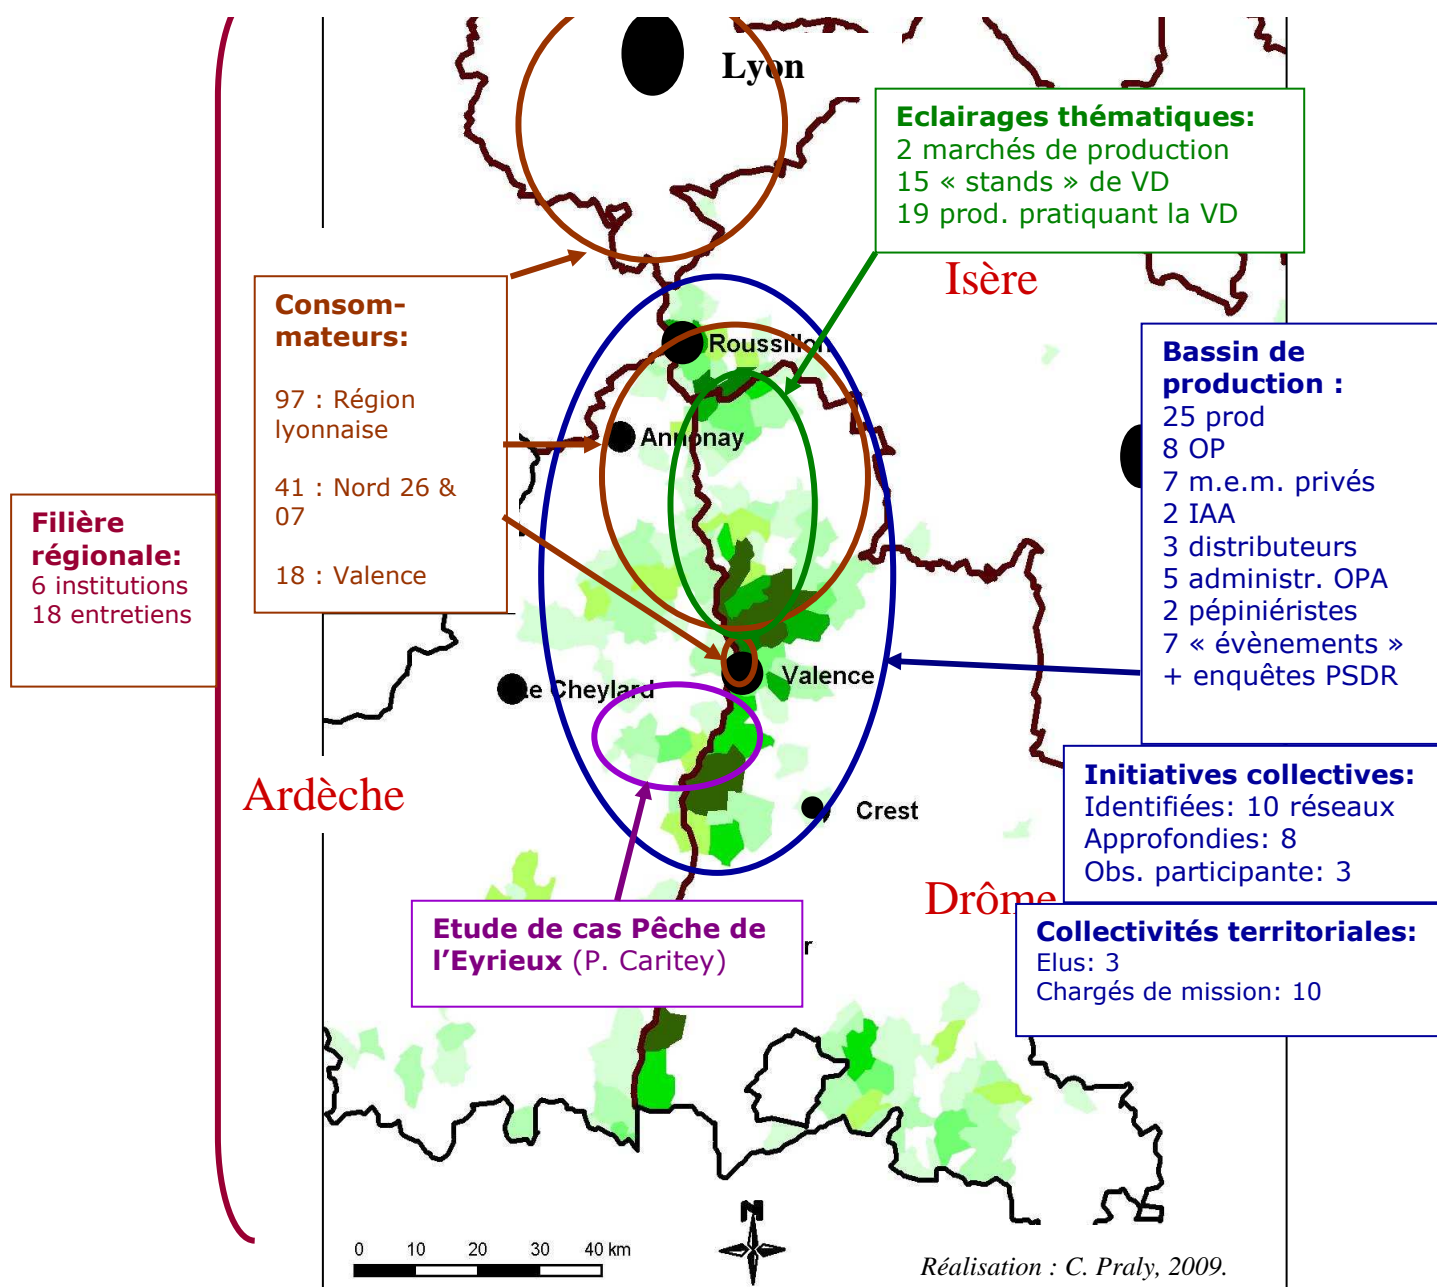 Lyon
Eclairages thématiques:
2 marchés de production
15 « stands » de VD
19 prod. pratiquant la VD
Isère
Consom-
mateurs:
97 : Région
lyonnaise
41 : Nord 26 &
07
18 : Valence
Roussillon
Annonay
Bassin de
production :
25 prod
8 OP
7 m.e.m. privés
2 IAA
3 distributeurs
5 administr. OPA
2 pépiniéristes
7 « évènements »
+ enquêtes PSDR
Filière
régionale:
6 institutions
18 entretiens
Valence
Cheylard
Ardèche
Crest
Initiatives collectives:
Identifiées: 10 réseaux
Approfondies: 8
Obs. participante: 3
Drôme
Etude de cas Pêche de
l'Eyrieux (P. Caritey)
r
Collectivités territoriales:
Elus: 3
Chargés de mission: 10
N
0 10 20 30 40 km
Réalisation : C. Praly, 2009.